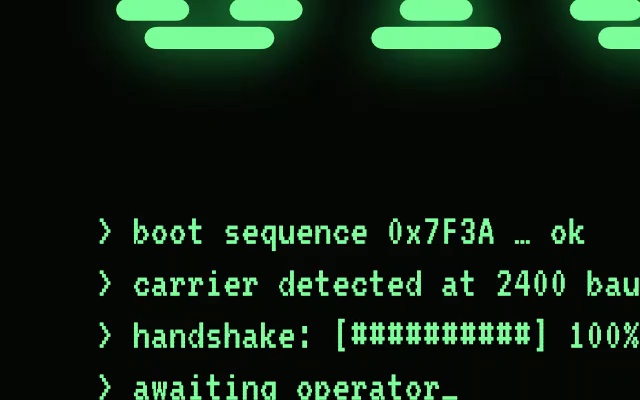 > boot sequence 0x7F3A … ok
> carrier detected at 2400 bau
> handshake: [##########] 100%
> awaiting operator_